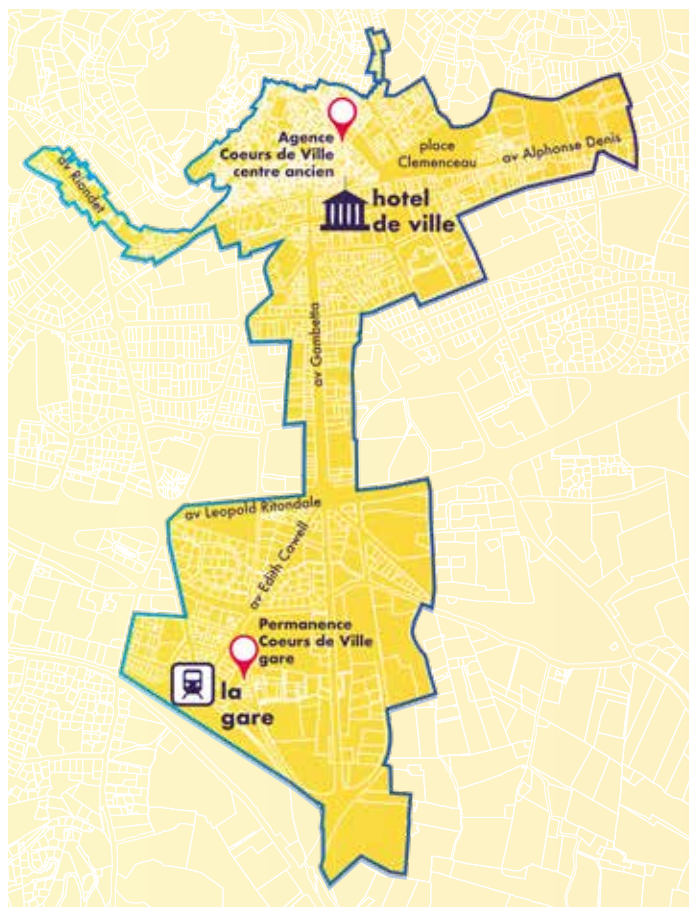 Agence
Coeurs de Ville
centre ancien
place
Clemenceau
av Alphonse Denis
av Riondet
hotel
de ville
av Gambetta
av Leopold Ritondale
av Edith Cawell
Permanence
Coeurs de Ville
gare
la
gare